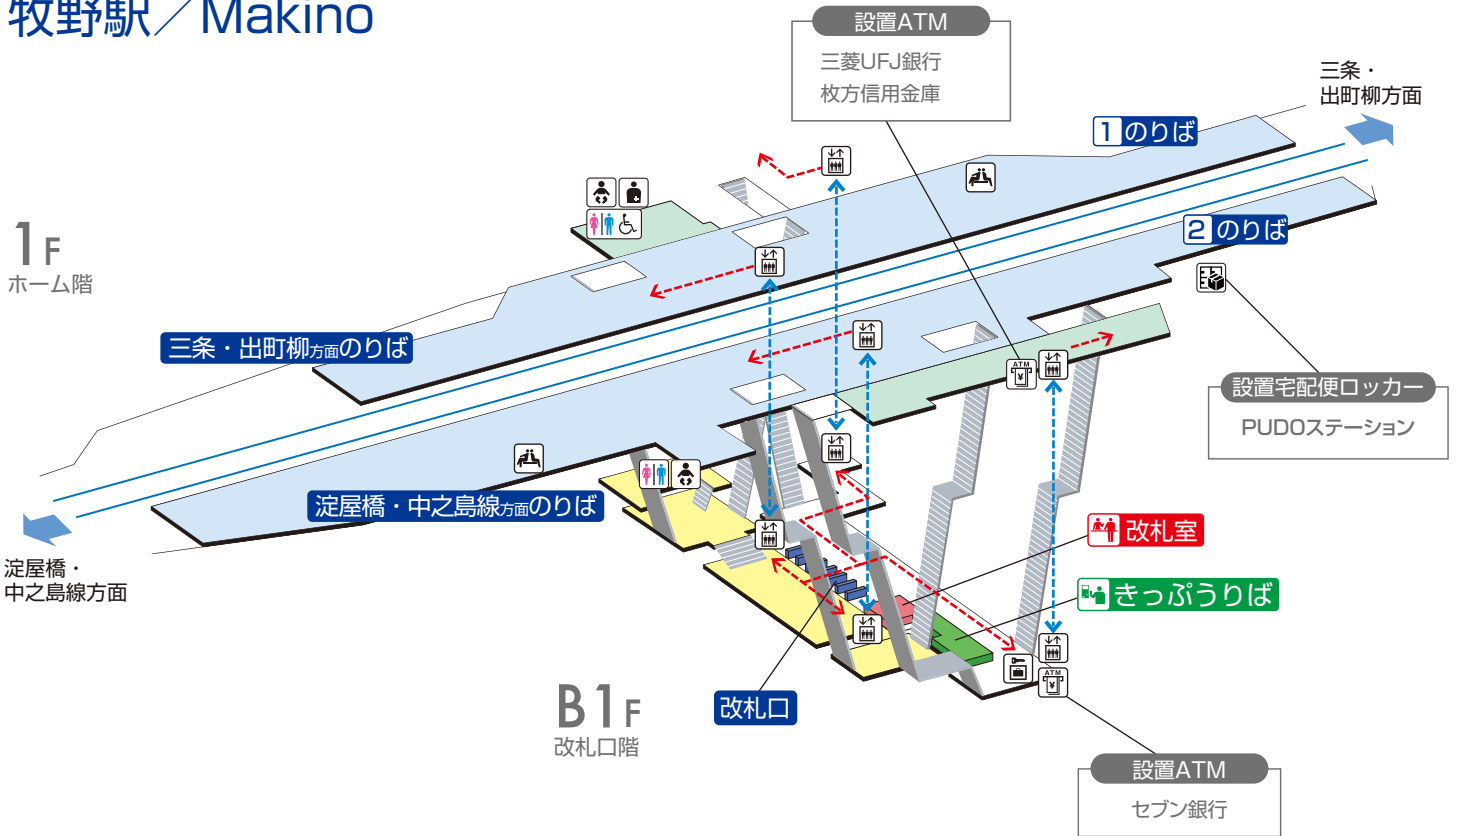 牧野駅／Makino
設置ATM
三菱UFJ銀行
枚方信用金庫
三条・
出町柳方面
1 のりば
2 のりば
1F
ホーム階
三条・出町柳方面のりば
ATM
¥
設置宅配便ロッカー
PUDOステーション
淀屋橋・中之島線方面のりば
淀屋橋・
中之島線方面
改札室
きっぷうりば
改札口
ATM
¥
B1F
改札口階
設置ATM
セブン銀行